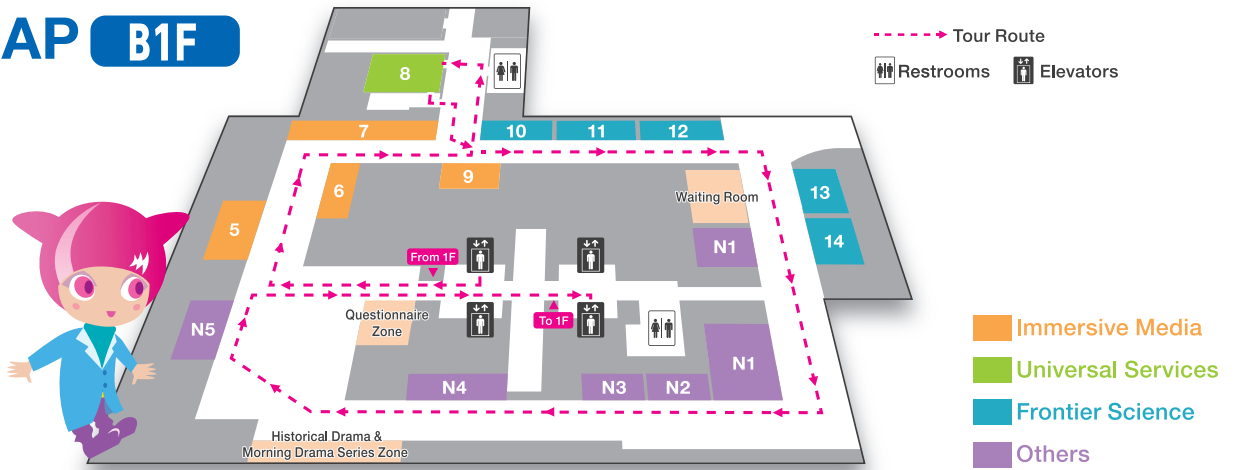 AP B1F
Tour Route
Restrooms
Elevators
8
7
10
11
12
6
9
Waiting Room
13
5
14
N1
From 1F
Questionnaire
Zone
To 1F
N5
N1
N4
N3
N2
Historical Drama &
Morning Drama Series Zone
Immersive Media
Universal Services
Frontier Science
Others